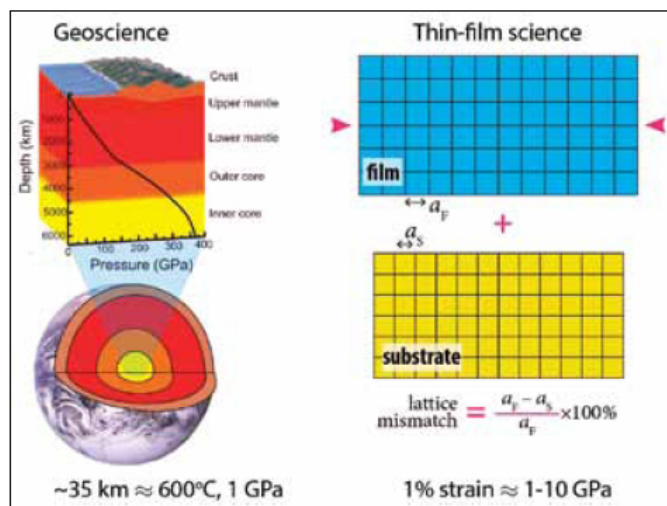 Geoscience
Crust
Upper mantle
Lower mantle
Outer core
Inner core
Depth (km)
1000
2000
3000
4000
5000
6000
0
100
200
300
400
Pressure (GPa)
~35 km ≈ 600°C, 1 GPa
Thin-film science
film
a_F
+
a_S
substrate
lattice
mismatch = (a_F – a_S)/a_F ×100%
1% strain ≈ 1-10 GPa